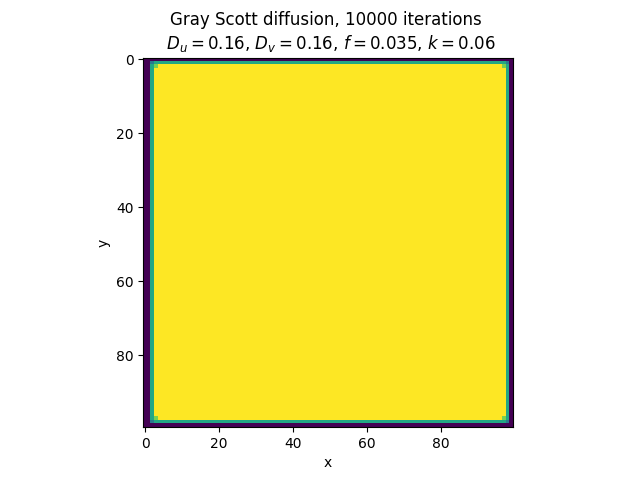 Gray Scott diffusion, 10000 iterations
D_u = 0.16, D_v = 0.16, f = 0.035, k = 0.06
0
20
40
60
80
y
0 20 40 60 80
x